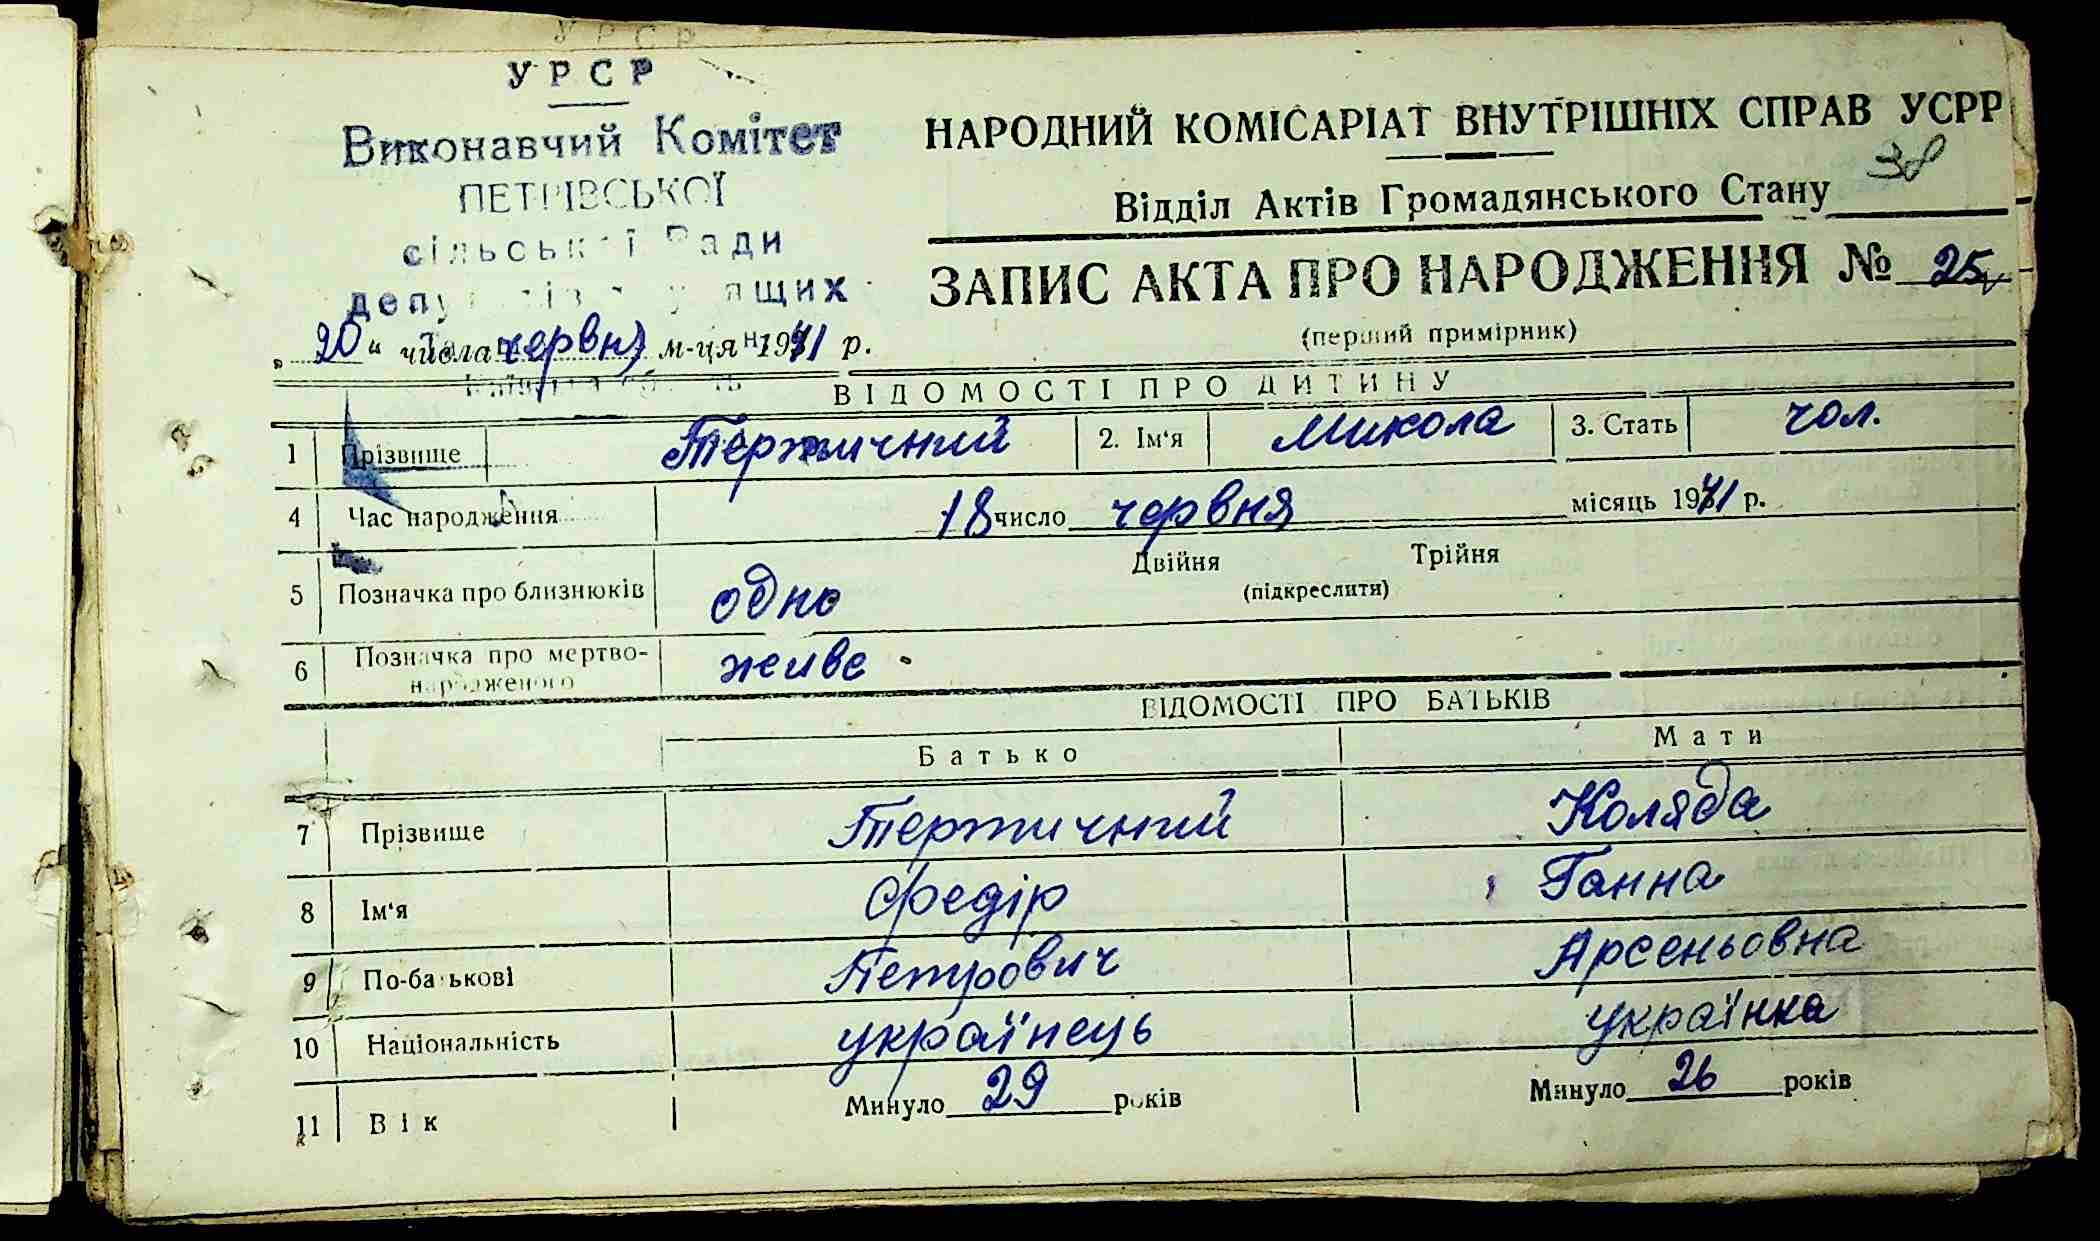 УРСР
Виконавчий Комітет
ПЕТРІВСЬКОЇ
сільської Ради
„20“ числа червня м-ця 1941 р.
НАРОДНИЙ КОМІСАРІАТ ВНУТРІШНІХ СПРАВ УСРР
38
Відділ Актів Громадянського Стану
ЗАПИС АКТА ПРО НАРОДЖЕННЯ № 25
(перший примірник)
ВІДОМОСТІ ПРО ДИТИНУ
1 Прізвище Тертичний 2. Ім‘я Микола 3. Стать чол.
4 Час народження 18 число червня місяць 1941 р.
5 Позначка про близнюків одно Двійня Трійня
(підкреслити)
6 Позначка про мертво-
народженого живе
ВІДОМОСТІ ПРО БАТЬКІВ
Батько Мати
7 Прізвище Тертичний Коляда
8 Ім‘я Федір Ганна
9 По-батькові Петрович Арсеньовна
10 Національність українець українка
11 Вік Минуло 29 років Минуло 26 років